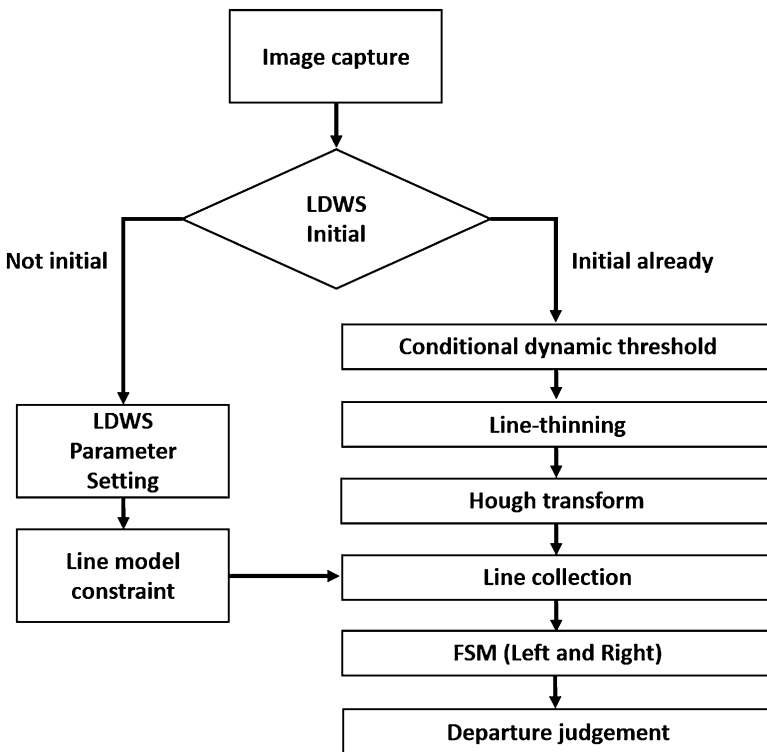 Image capture
LDWS
Initial
Not initial
Initial already
Conditional dynamic threshold
LDWS
Parameter
Setting
Line-thinning
Hough transform
Line model
constraint
Line collection
FSM (Left and Right)
Departure judgement